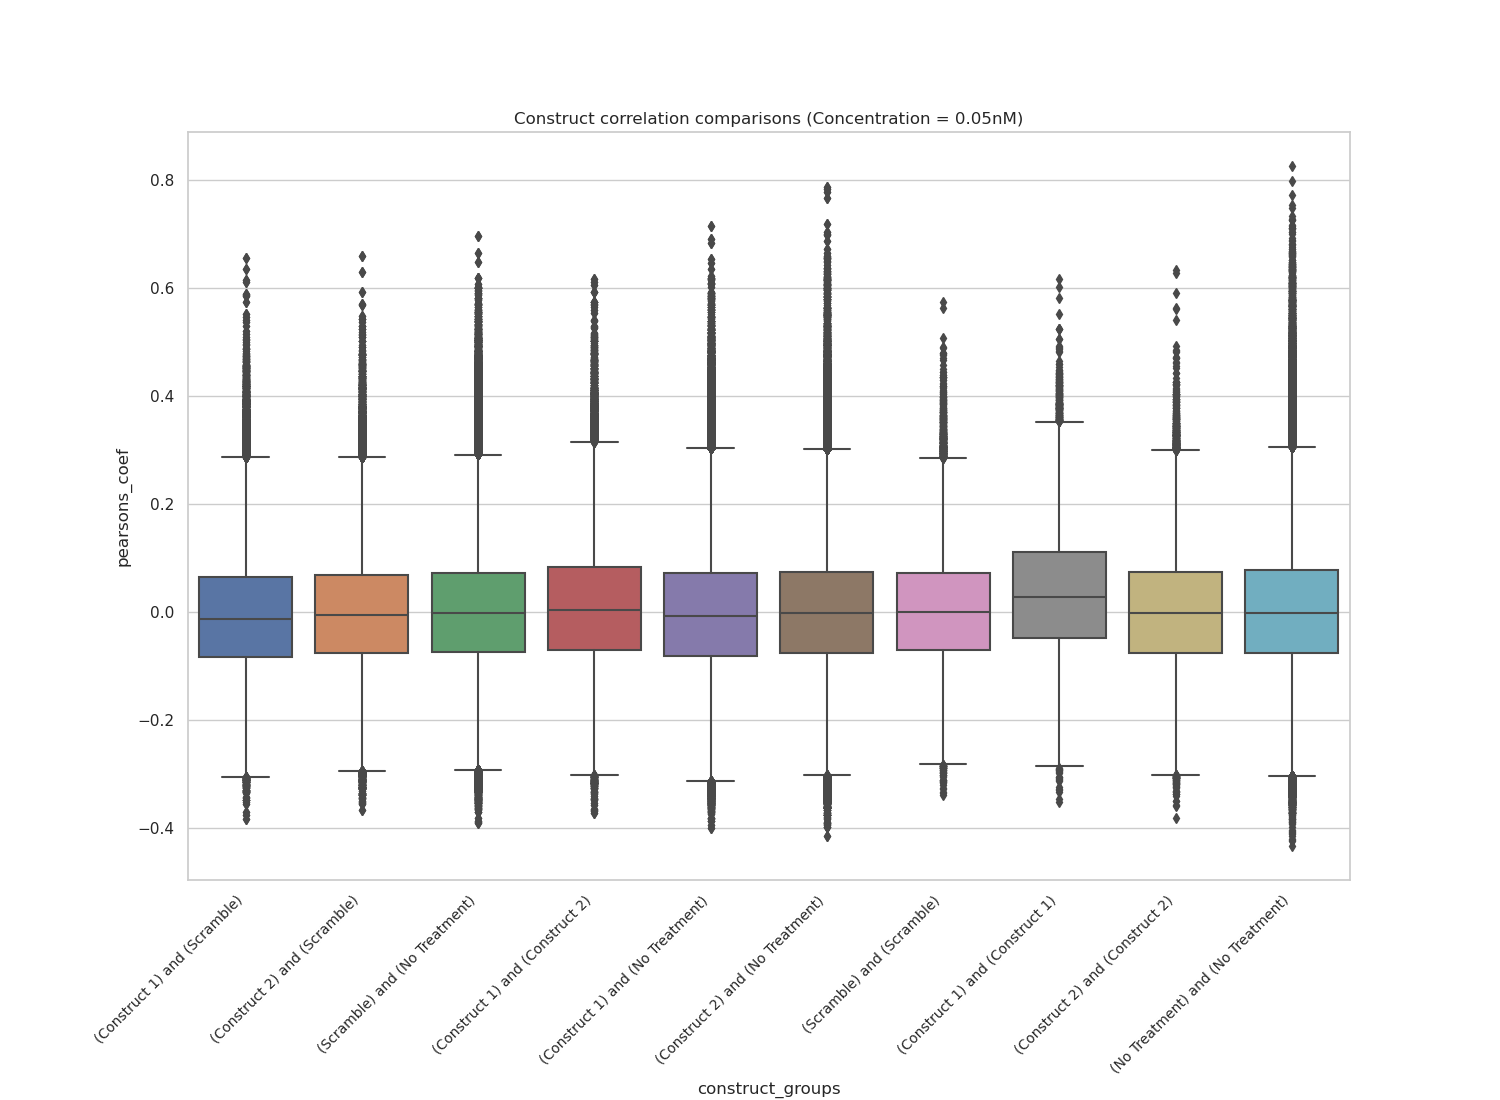 Construct correlation comparisons (Concentration = 0.05nM)
pearsons_coef
0.8
0.6
0.4
0.2
0.0
−0.2
−0.4
(Construct 1) and (Scramble)
(Construct 2) and (Scramble)
(Scramble) and (No Treatment)
(Construct 1) and (Construct 2)
(Construct 1) and (No Treatment)
(Construct 2) and (No Treatment)
(Scramble) and (Scramble)
(Construct 1) and (Construct 1)
(Construct 2) and (Construct 2)
(No Treatment) and (No Treatment)
construct_groups